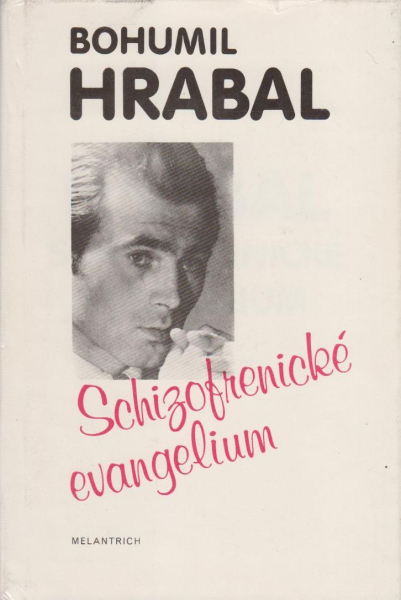 BOHUMIL
HRABAL
Schizofrenické
evangelium
MELANTRICH